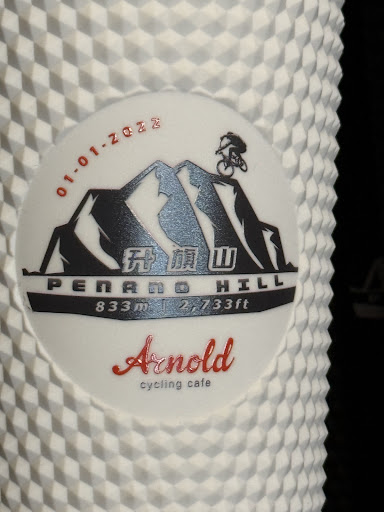 01-01-2022
升旗山
PENANG HILL
833m | 2,733ft
Arnold
cycling cafe